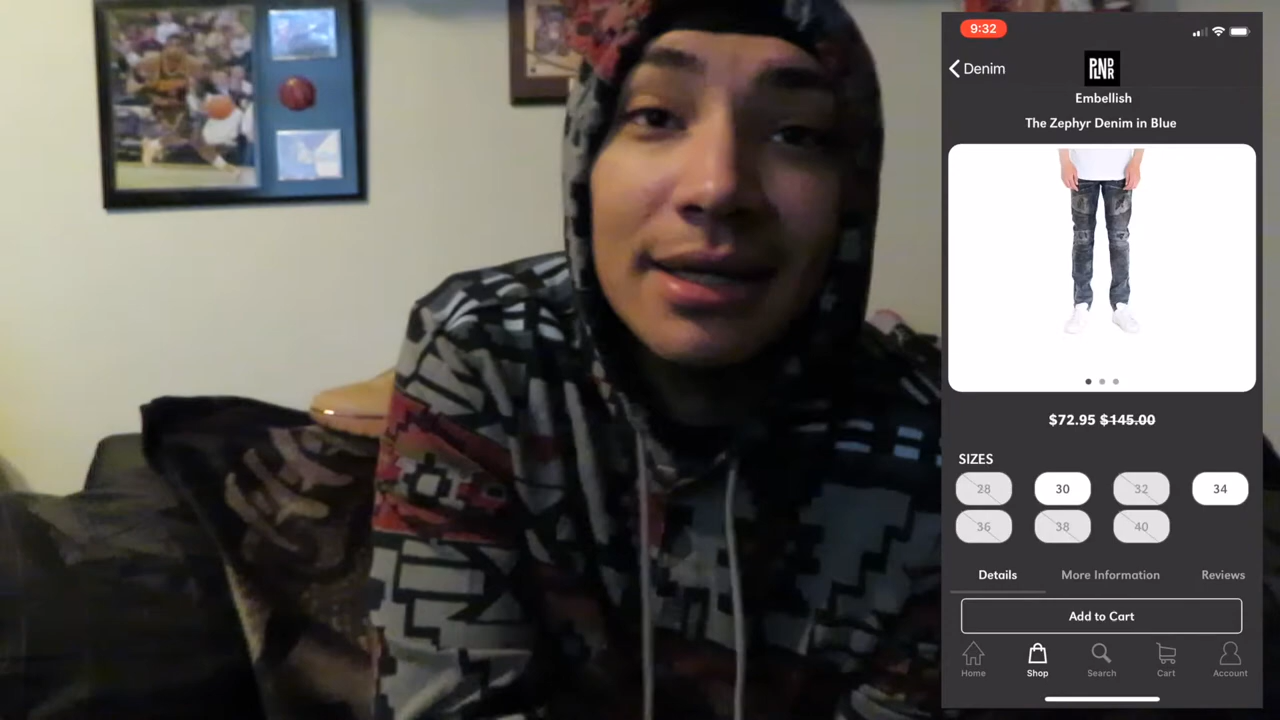 9:32
Denim
PLNDR
Embellish
The Zephyr Denim in Blue
$72.95 $145.00
SIZES
28 30 32 34
36 38 40
Details More Information Reviews
Add to Cart
Home Shop Search Cart Account